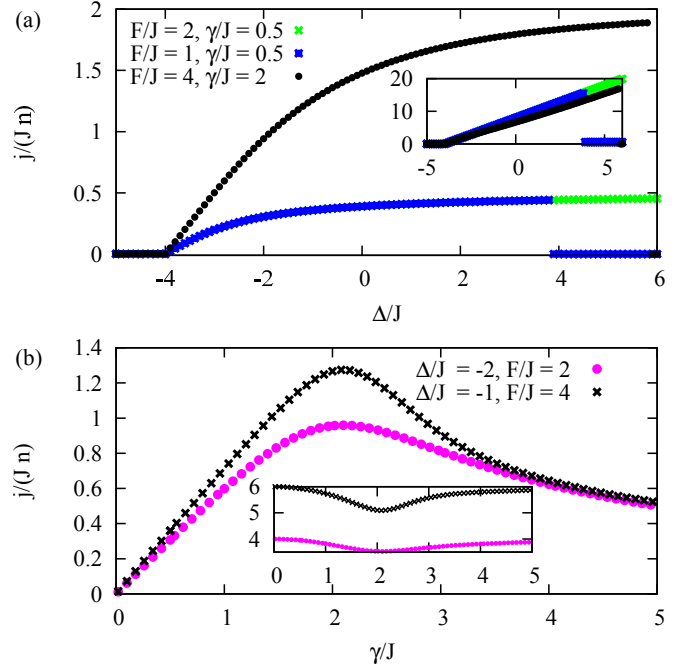 (a)
2
1.5
1
0.5
0
j/(J n)
F/J = 2, γ/J = 0.5
F/J = 1, γ/J = 0.5
F/J = 4, γ/J = 2
20
10
0
-5 0 5
-4 -2 0 2 4 6
Δ/J
(b)
1.4
1.2
1
0.8
0.6
0.4
0.2
0
j/(J n)
Δ/J = -2, F/J = 2
Δ/J = -1, F/J = 4
6
5
4
0 1 2 3 4 5
0 1 2 3 4 5
γ/J